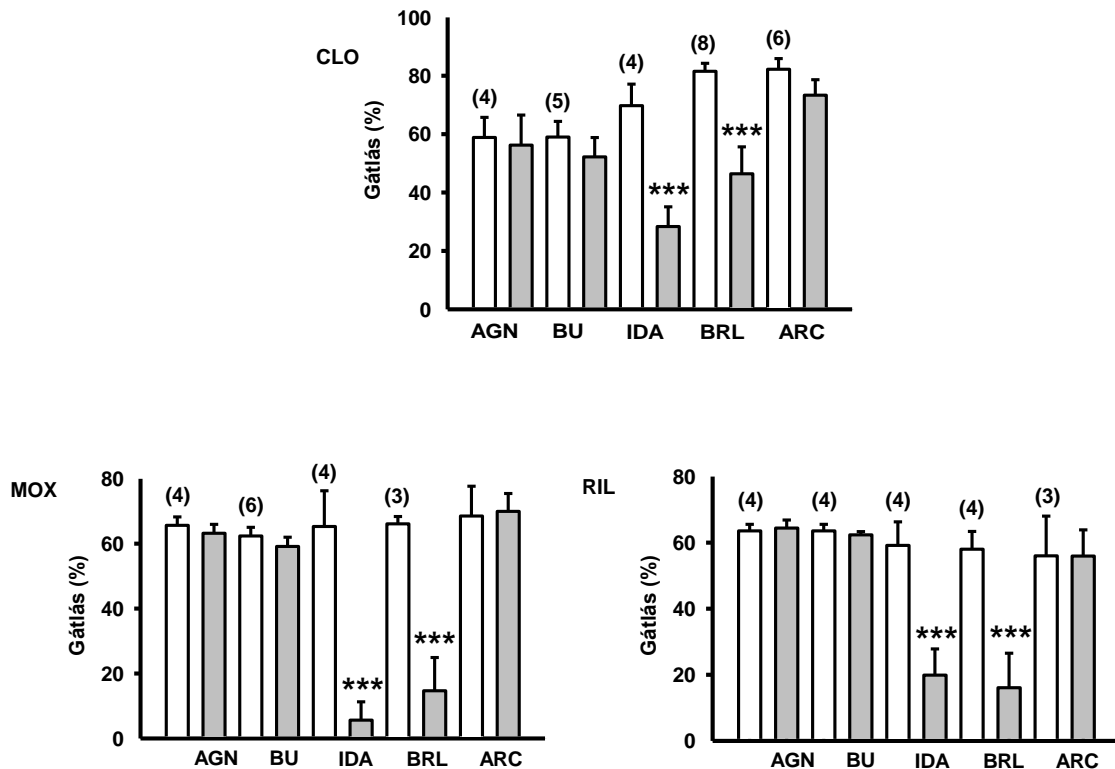 CLO
Gátlás (%)
100
80
60
40
20
0
(4) (5) (4) (8) (6)
*** ***
AGN BU IDA BRL ARC
MOX
Gátlás (%)
80
60
40
20
0
(4) (6) (4) (3)
*** ***
AGN BU IDA BRL ARC
RIL
Gátlás (%)
80
60
40
20
0
(4) (4) (4) (4) (3)
*** ***
AGN BU IDA BRL ARC